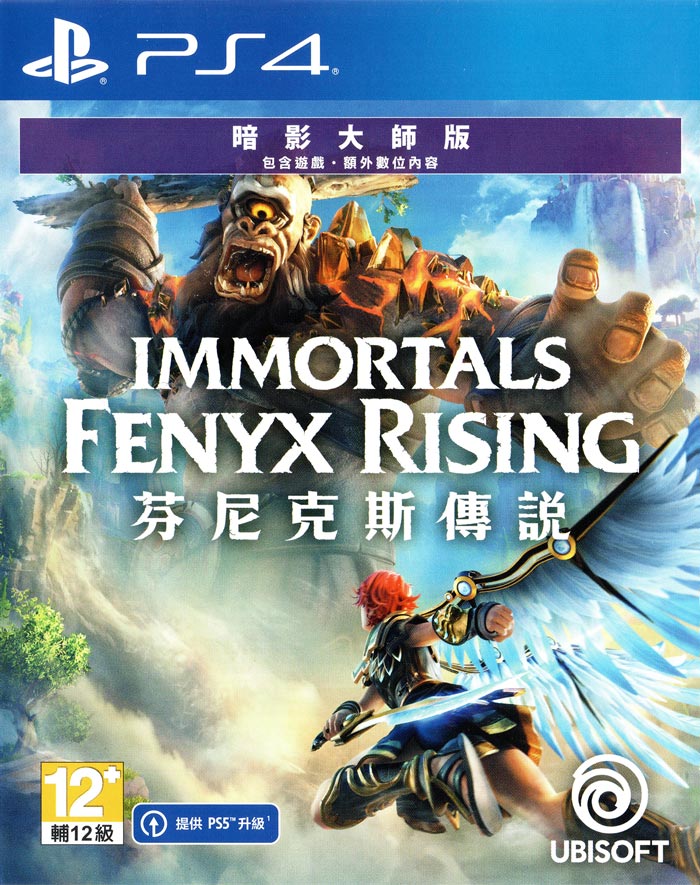 PS4
暗影大師版
包含遊戲・額外數位內容
IMMORTALS
FENYX RISING
芬尼克斯傳說
12+
輔12級
提供 PS5™ 升級¹
UBISOFT